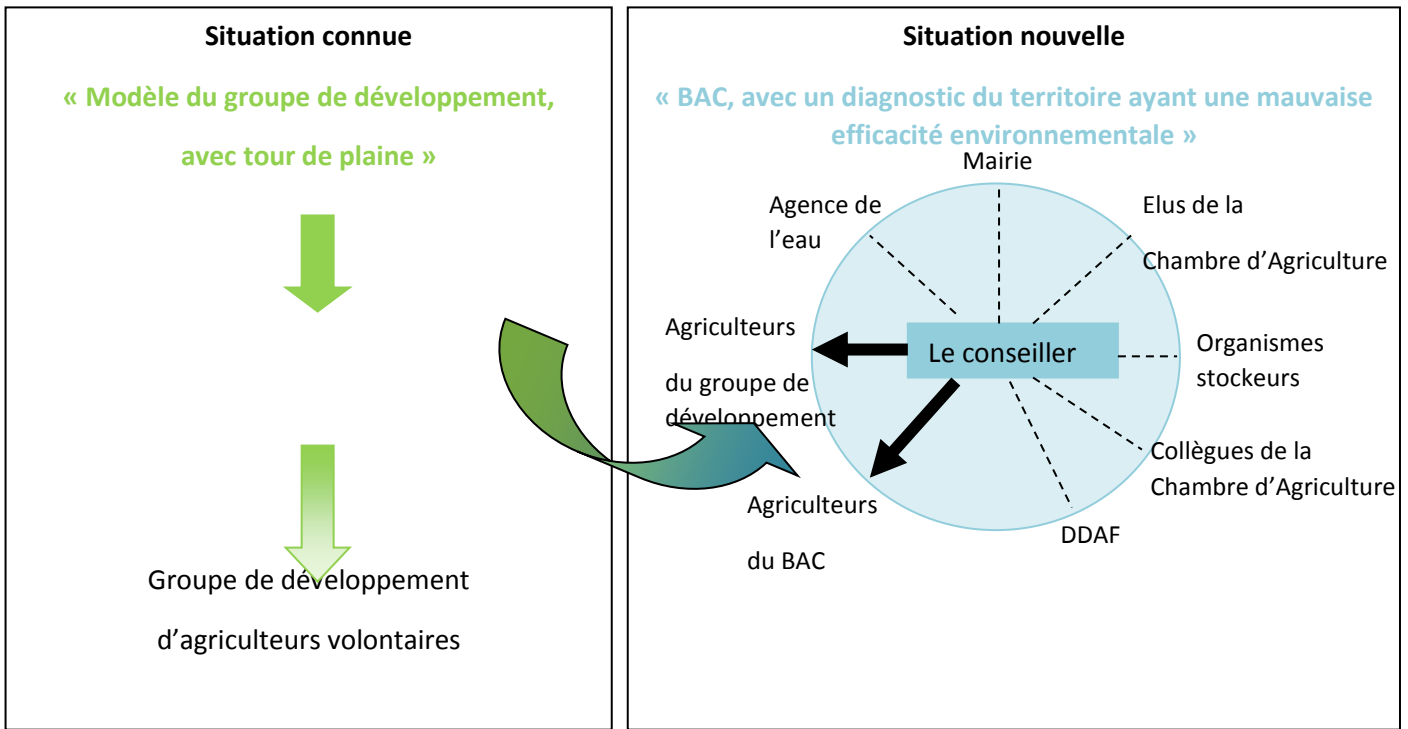 Situation connue
« Modèle du groupe de développement,
avec tour de plaine »
Groupe de développement
d'agriculteurs volontaires
Situation nouvelle
« BAC, avec un diagnostic du territoire ayant une mauvaise
efficacité environnementale »
Mairie
Agence de
l'eau
Elus de la
Chambre d'Agriculture
Agriculteurs
du groupe de
développement
Le conseiller
Organismes
stockeurs
Collègues de la
Chambre d'Agriculture
Agriculteurs
du BAC
DDAF